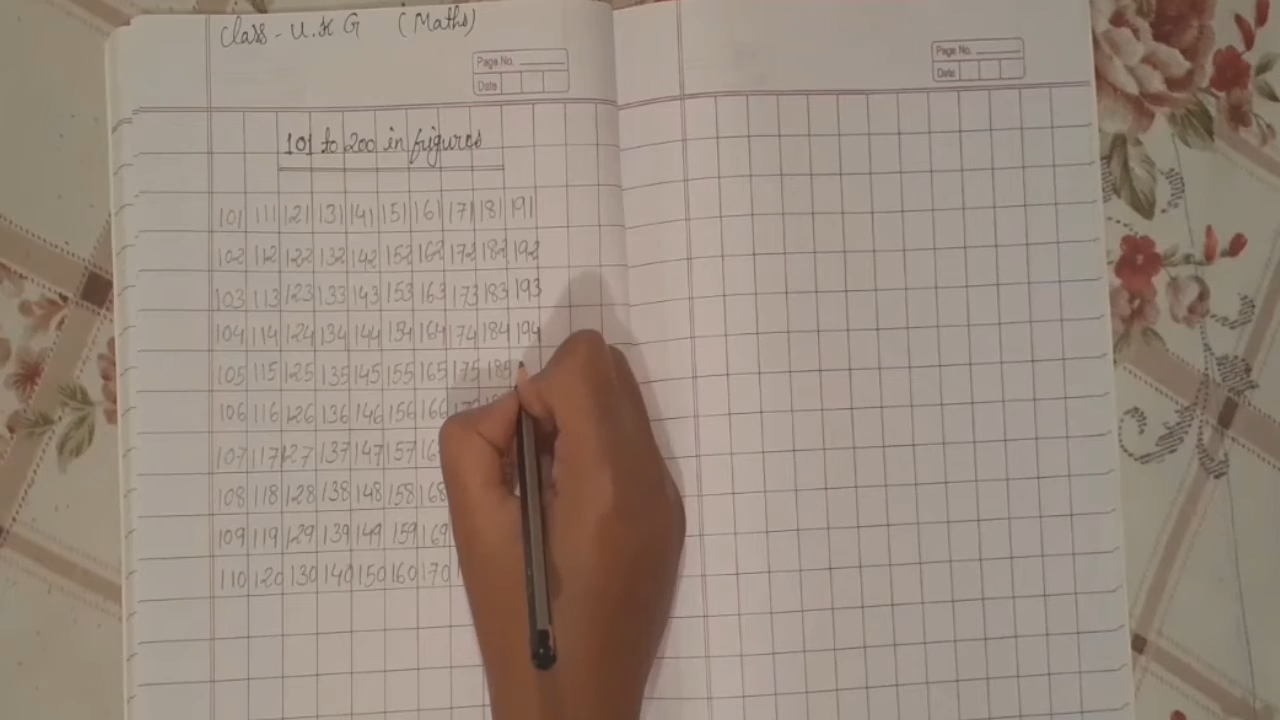 Class - U.K G (Maths)
Page No.
Date
Page No.
Date
101 to 200 in figures
101 111 121 131 141 151 161 171 181 191
102 112 122 132 142 152 162 172 182 192
103 113 123 133 143 153 163 173 183 193
104 114 124 134 144 154 164 174 184 194
105 115 125 135 145 155 165 175 185
106 116 126 136 146 156 166
107 117 127 137 147 157
108 118 128 138 148 158 168
109 119 129 139 149 159 169
110 120 130 140 150 160 170